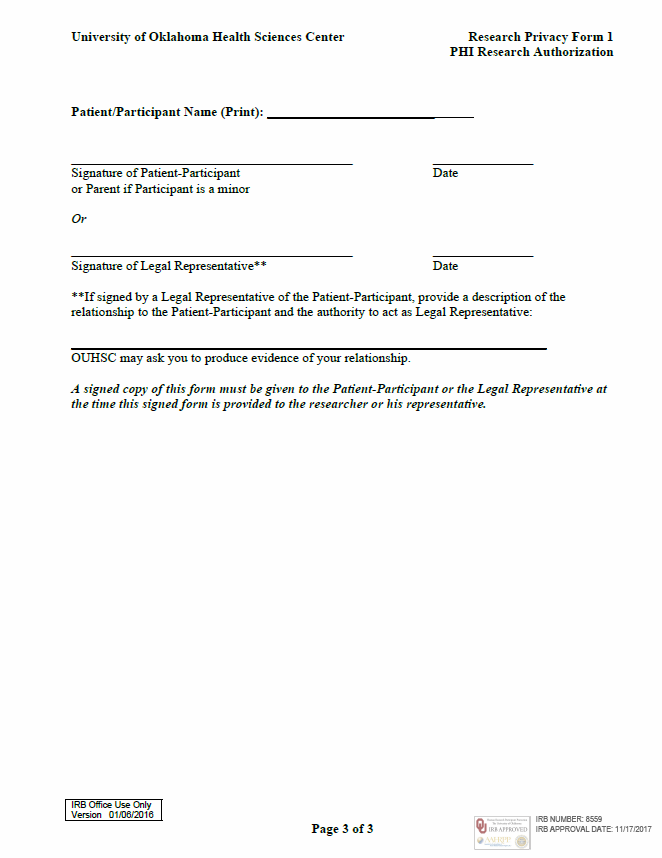 University of Oklahoma Health Sciences Center Research Privacy Form 1
PHI Research Authorization
Patient/Participant Name (Print):
Signature of Patient-Participant Date
or Parent if Participant is a minor
Or
Signature of Legal Representative** Date
**If signed by a Legal Representative of the Patient-Participant, provide a description of the
relationship to the Patient-Participant and the authority to act as Legal Representative:
OUHSC may ask you to produce evidence of your relationship.
A signed copy of this form must be given to the Patient-Participant or the Legal Representative at
the time this signed form is provided to the researcher or his representative.
IRB Office Use Only
Version 01/06/2016
Page 3 of 3
IRB APPROVED
IRB NUMBER: 8559
IRB APPROVAL DATE: 11/17/2017